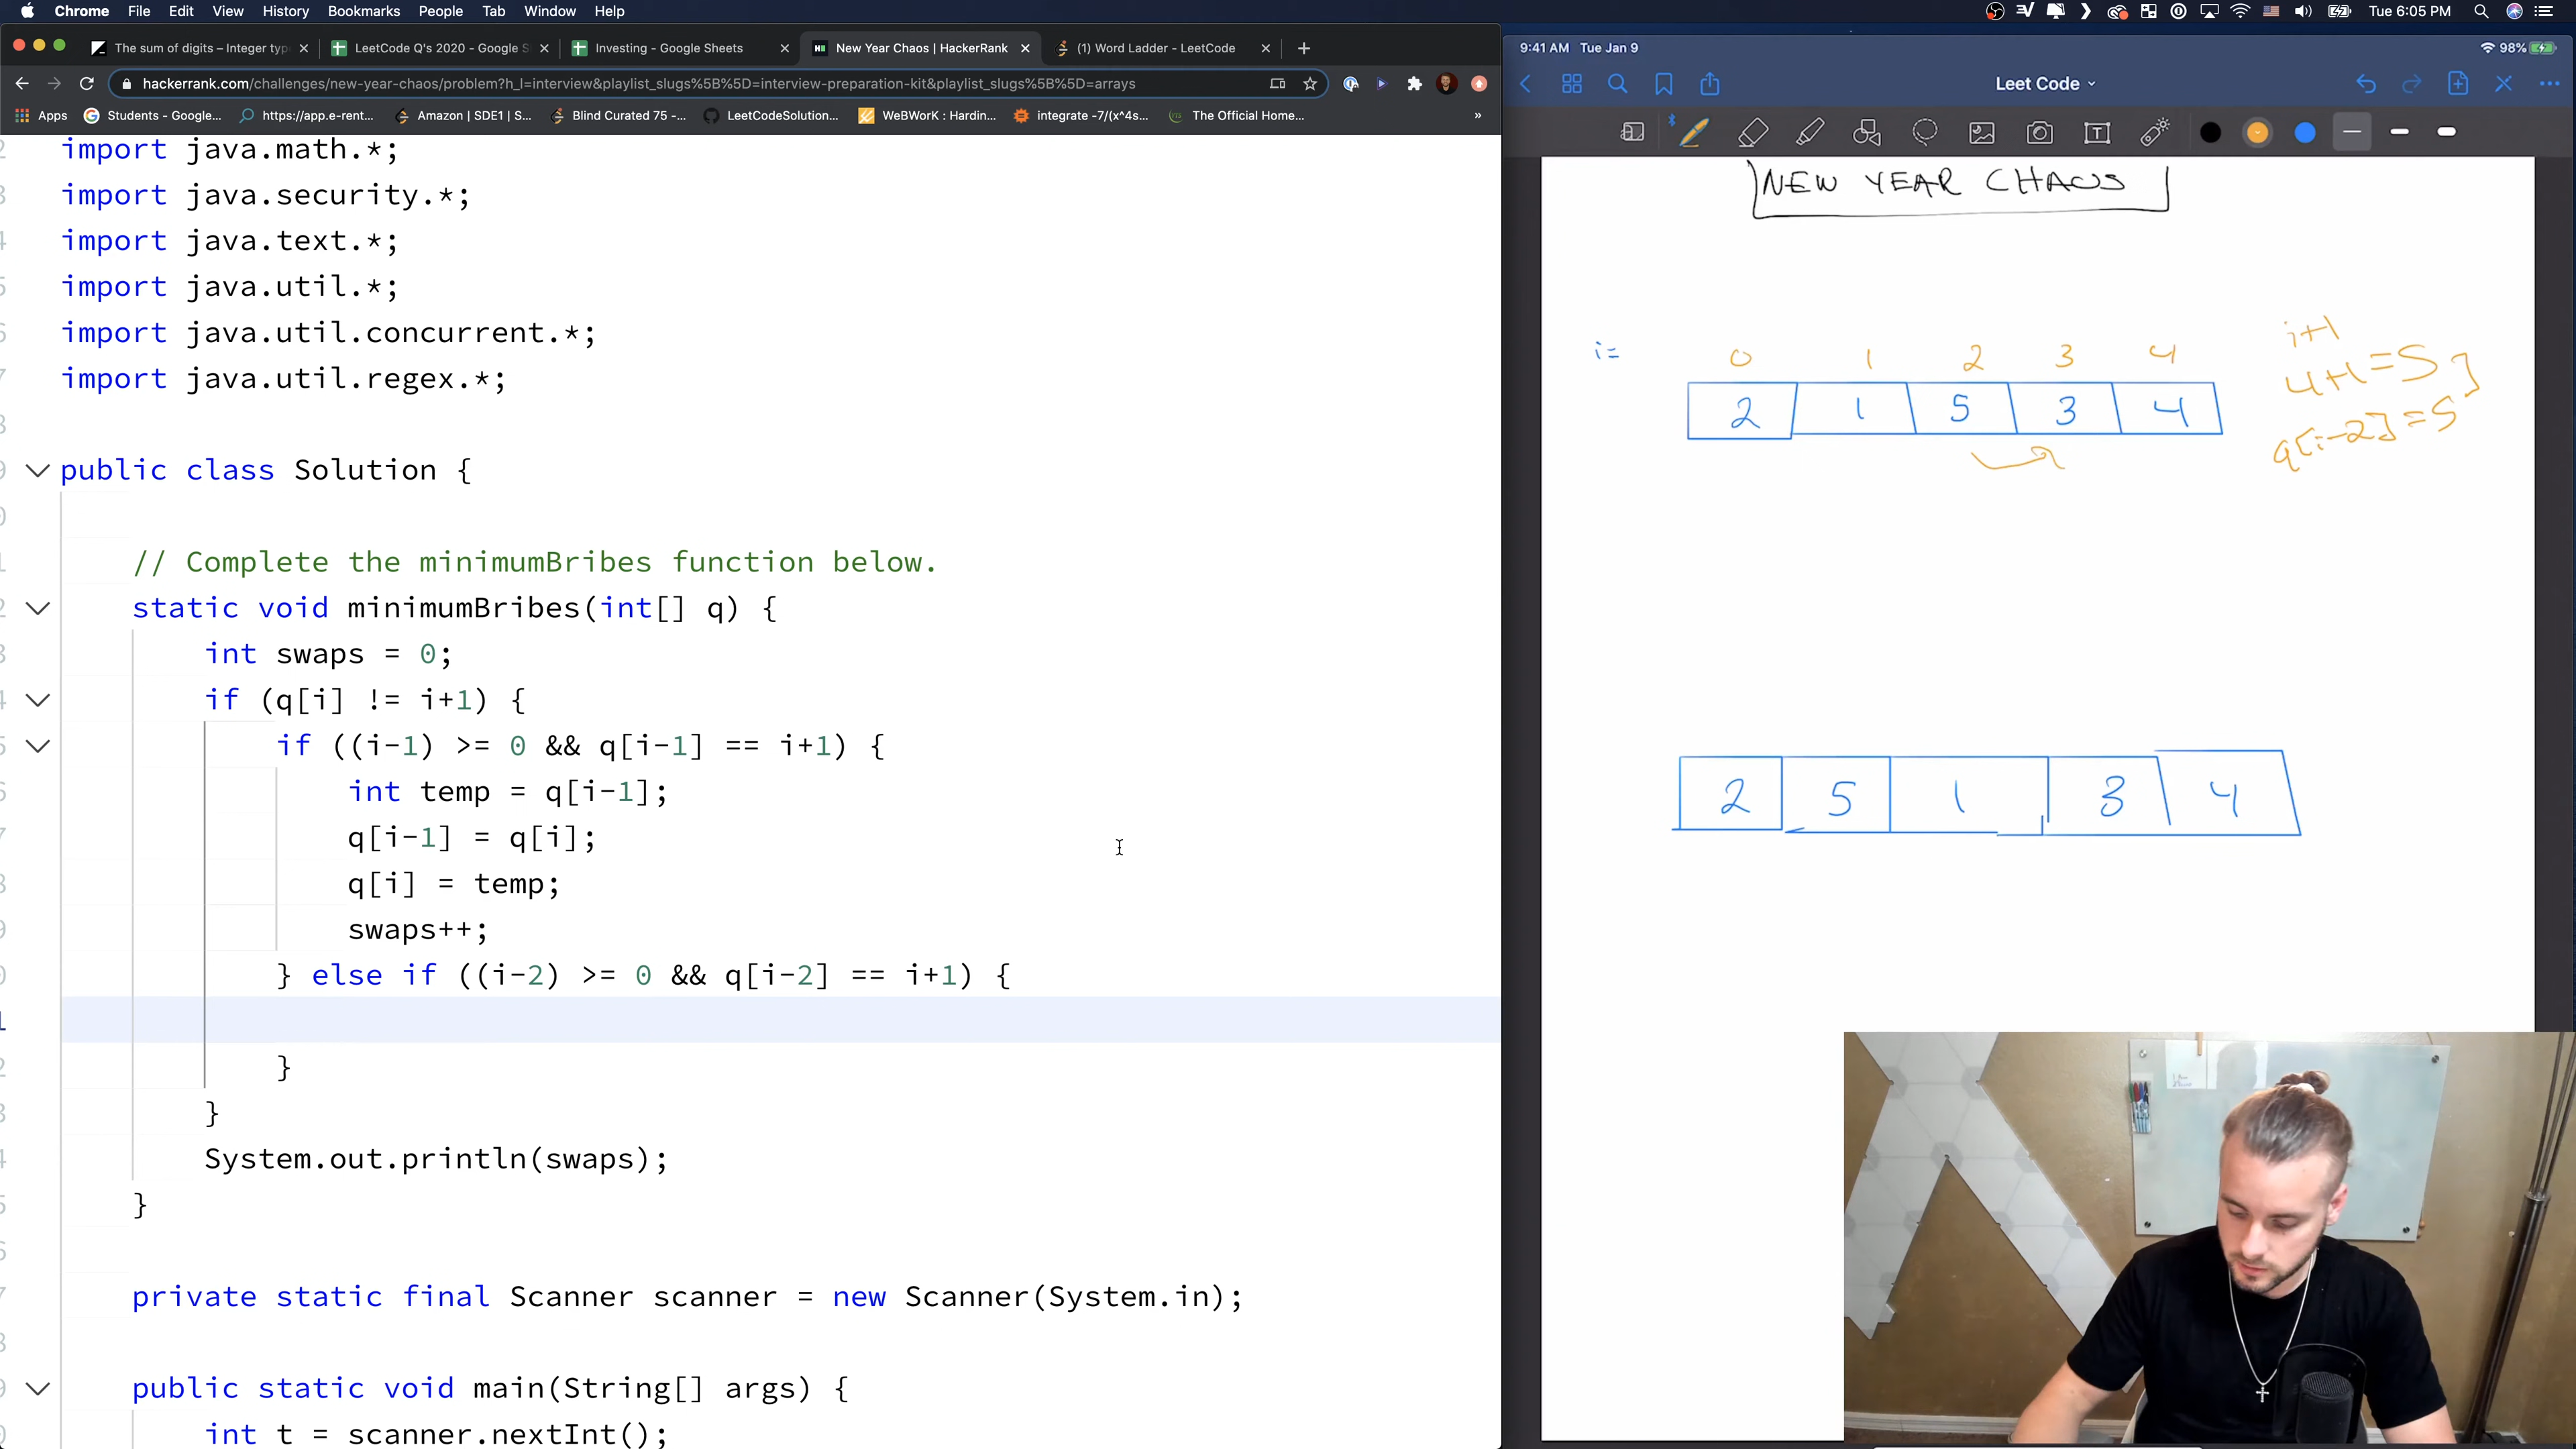 Chrome File Edit View History Bookmarks People Tab Window Help
Tue 6:05 PM
The sum of digits – Integer typ
LeetCode Q's 2020 - Google S
Investing - Google Sheets
New Year Chaos | HackerRank
(1) Word Ladder - LeetCode
hackerrank.com/challenges/new-year-chaos/problem?h_l=interview&playlist_slugs%5B%5D=interview-preparation-kit&playlist_slugs%5B%5D=arrays
Apps Students - Google... https://app.e-rent... Amazon | SDE1 | S... Blind Curated 75 -... LeetCodeSolution... WeBWorK : Hardin... integrate -7/(x^4s... The Official Home... »
import java.math.*;
import java.security.*;
import java.text.*;
import java.util.*;
import java.util.concurrent.*;
import java.util.regex.*;
public class Solution {
// Complete the minimumBribes function below.
static void minimumBribes(int[] q) {
int swaps = 0;
if (q[i] != i+1) {
if ((i-1) >= 0 && q[i-1] == i+1) {
int temp = q[i-1];
q[i-1] = q[i];
q[i] = temp;
swaps++;
} else if ((i-2) >= 0 && q[i-2] == i+1) {
}
}
System.out.println(swaps);
}
private static final Scanner scanner = new Scanner(System.in);
public static void main(String[] args) {
int t = scanner.nextInt();
9:41 AM Tue Jan 9
98%
Leet Code
NEW YEAR CHAOS
i+1
i= 0 1 2 3 4
4+1=5
2 1 5 3 4
q[i-2]=5
2 5 1 3 4